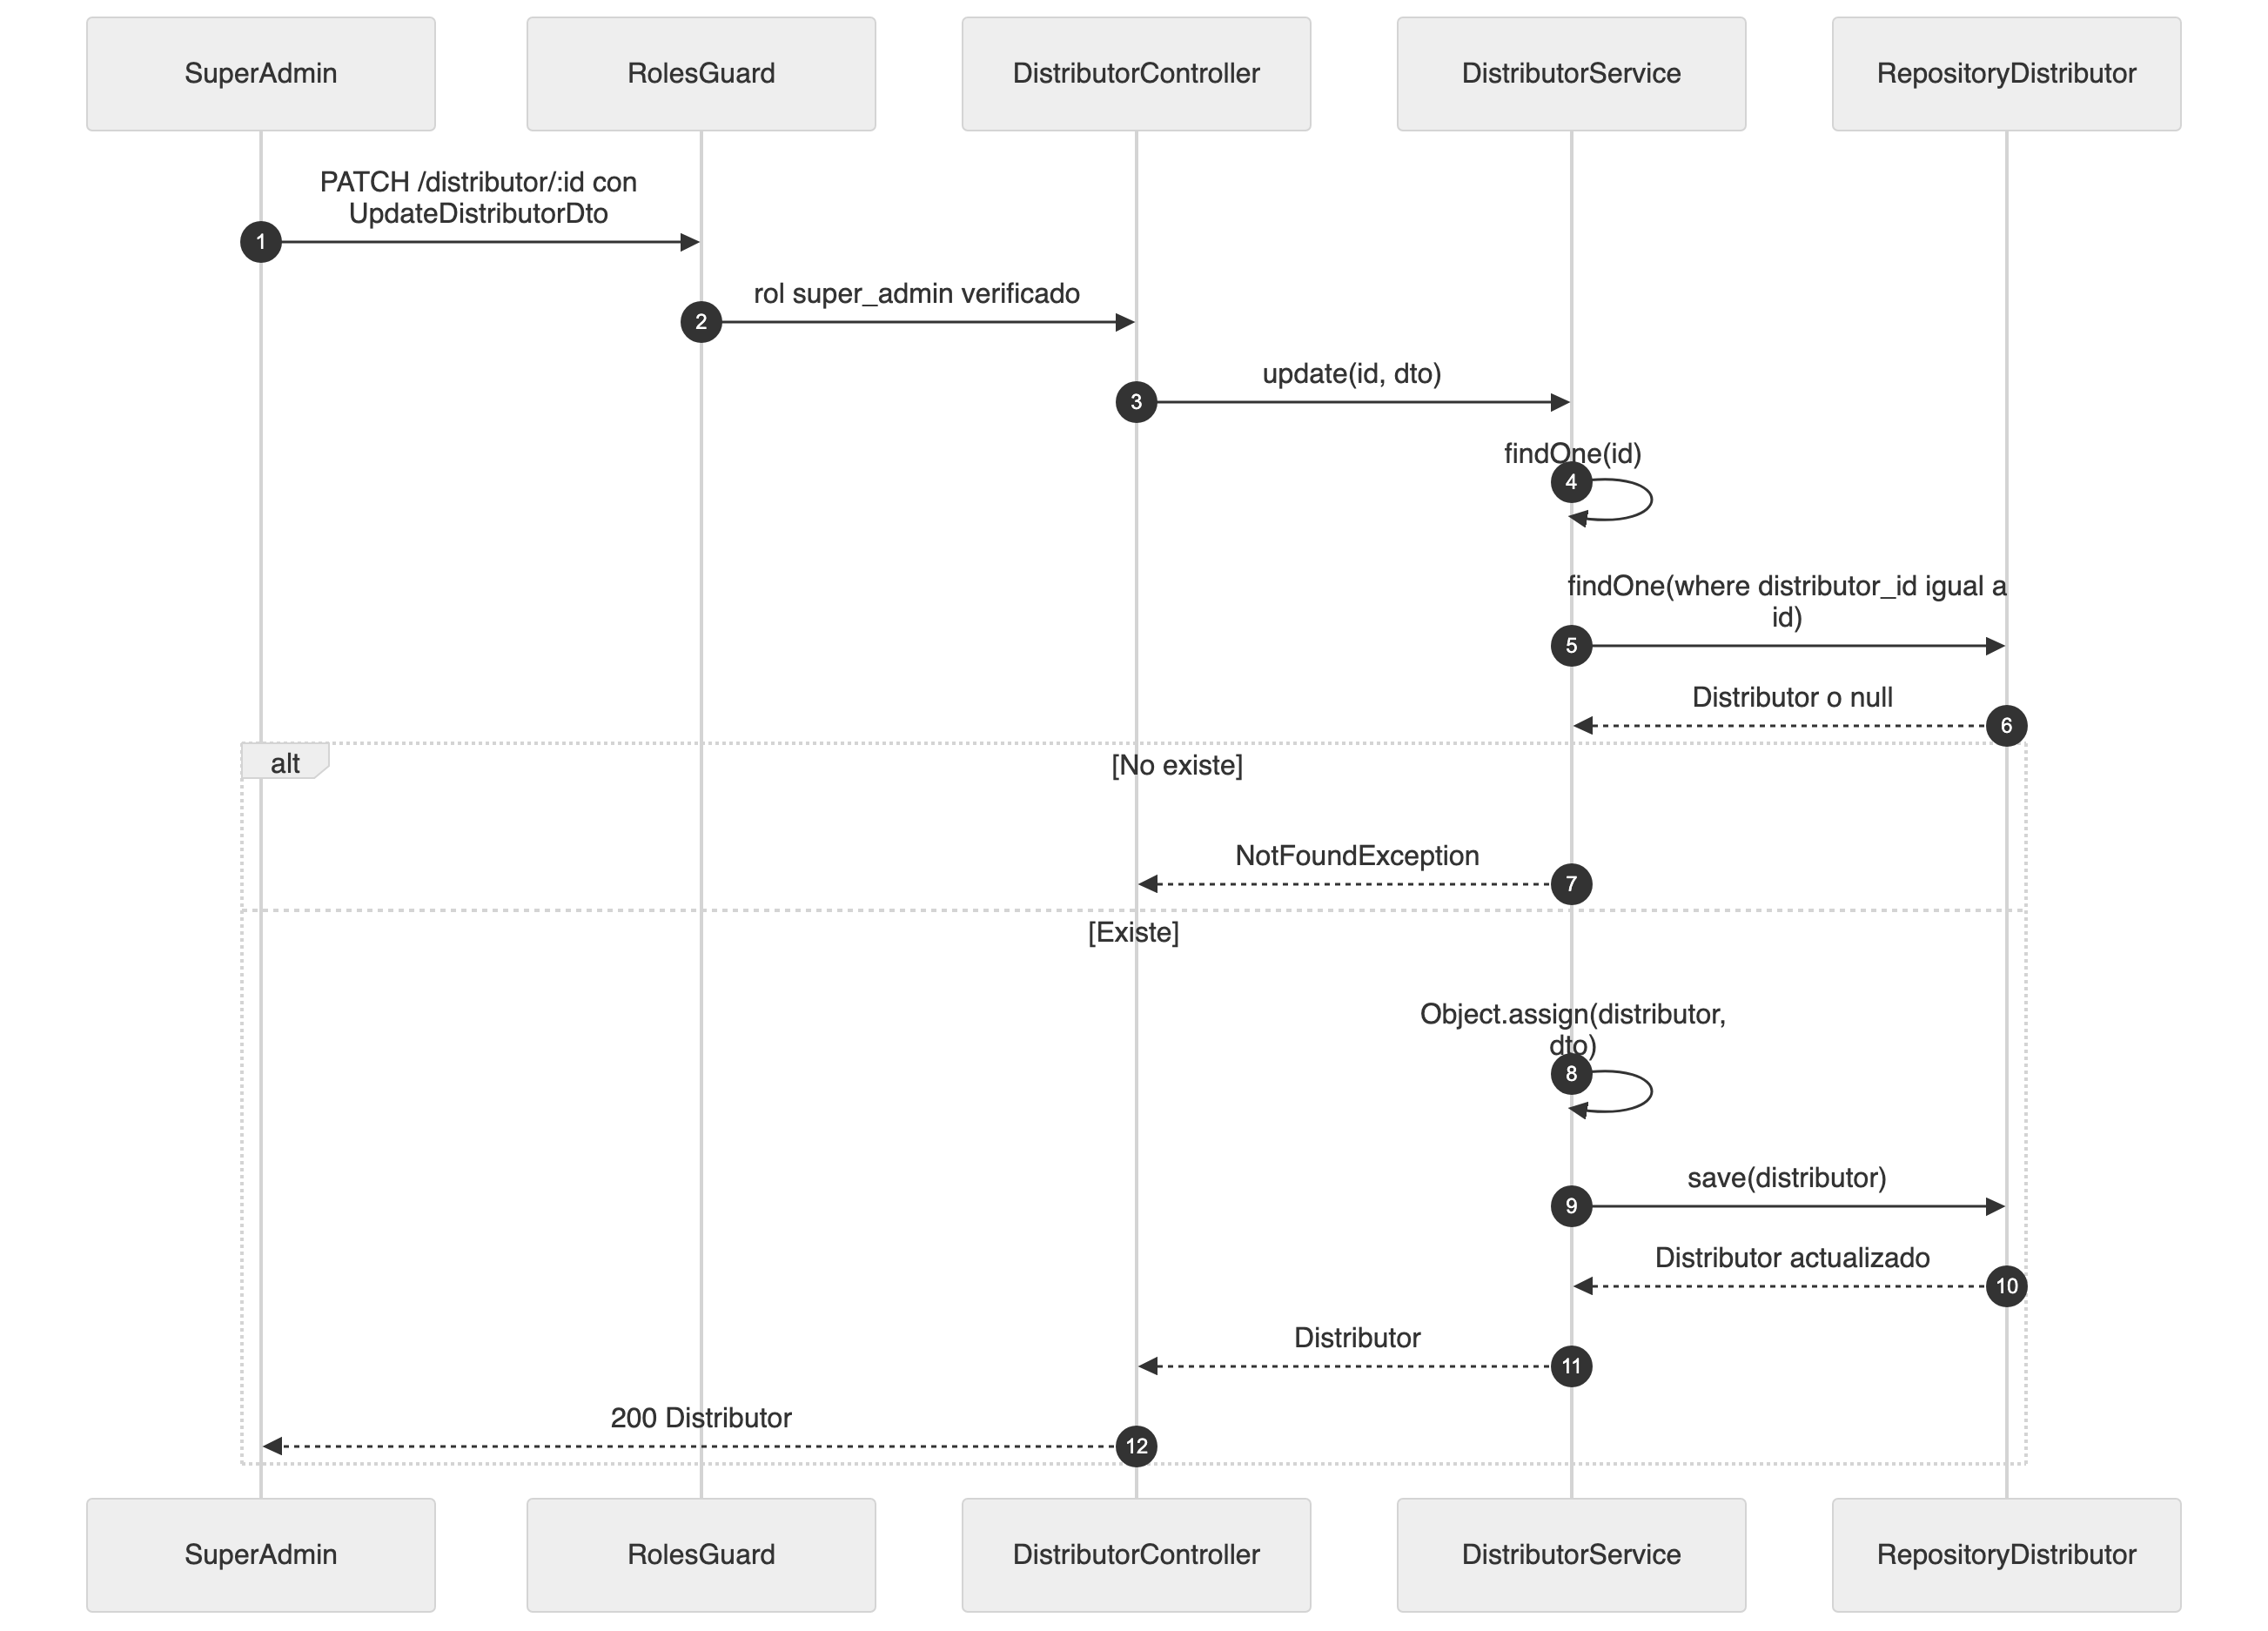 SuperAdmin
RolesGuard
DistributorController
DistributorService
RepositoryDistributor
PATCH /distributor/:id con
UpdateDistributorDto
1
rol super_admin verificado
2
update(id, dto)
3
findOne(id)
4
findOne(where distributor_id igual a
id)
5
Distributor o null
6
alt
[No existe]
NotFoundException
7
[Existe]
Object.assign(distributor,
dto)
8
save(distributor)
9
Distributor actualizado
10
Distributor
11
200 Distributor
12
SuperAdmin
RolesGuard
DistributorController
DistributorService
RepositoryDistributor